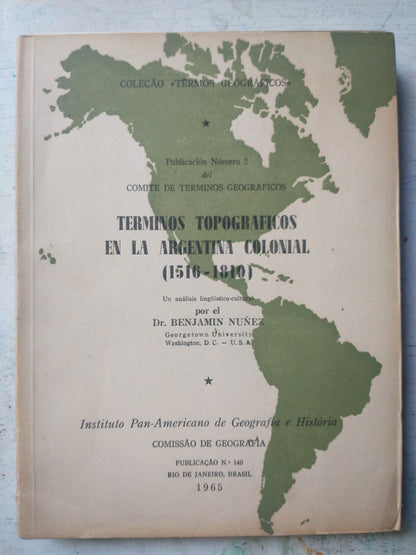 COLEÇÃO «TERMOS GEOGRÁFICOS»
Publicación Número 2
del
COMITE DE TÉRMINOS GEOGRAFICOS
TERMINOS TOPOGRAFICOS
EN LA ARGENTINA COLONIAL
(1516-1810)
Un análisis lingüístico-cultural
por el
Dr. BENJAMIN NUÑEZ
Georgetown University
Washington, D. C. — U. S. A.
Instituto Pan-Americano de Geografia e História
COMISSÃO DE GEOGRAFIA
PUBLICAÇÃO N.º 140
RIO DE JANEIRO, BRASIL
1965